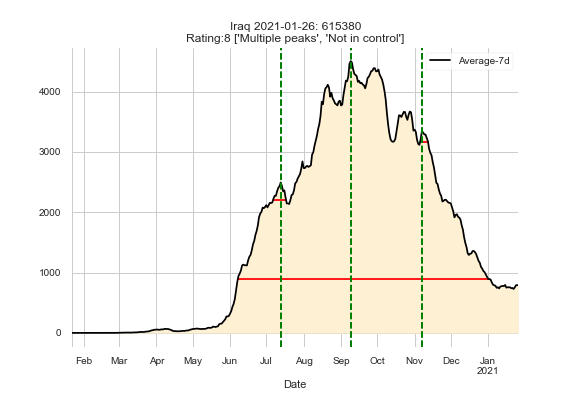 Iraq 2021-01-26: 615380
Rating:8 ['Multiple peaks', 'Not in control']
Average-7d
4000
3000
2000
1000
0
Feb Mar Apr May Jun Jul Aug Sep Oct Nov Dec Jan
2021
Date